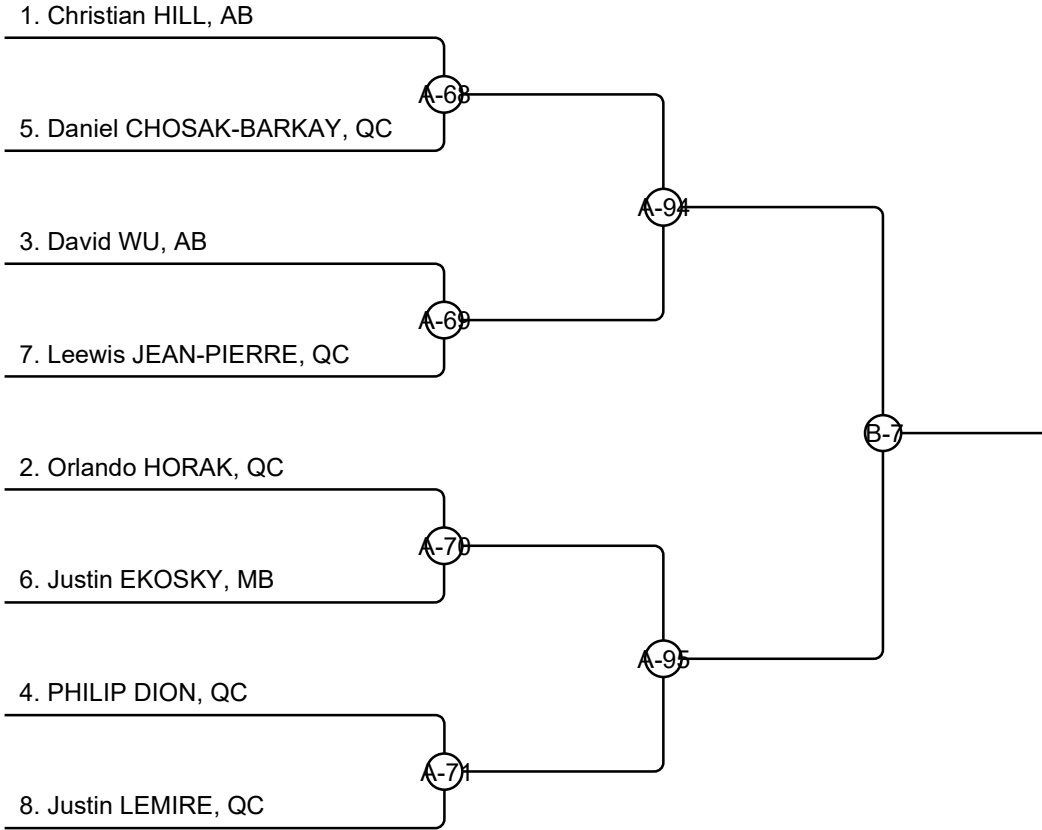 1. Christian HILL, AB
A-68
5. Daniel CHOSAK-BARKAY, QC
A-94
3. David WU, AB
A-69
7. Leewis JEAN-PIERRE, QC
B-7
2. Orlando HORAK, QC
A-70
6. Justin EKOSKY, MB
A-95
4. PHILIP DION, QC
A-71
8. Justin LEMIRE, QC